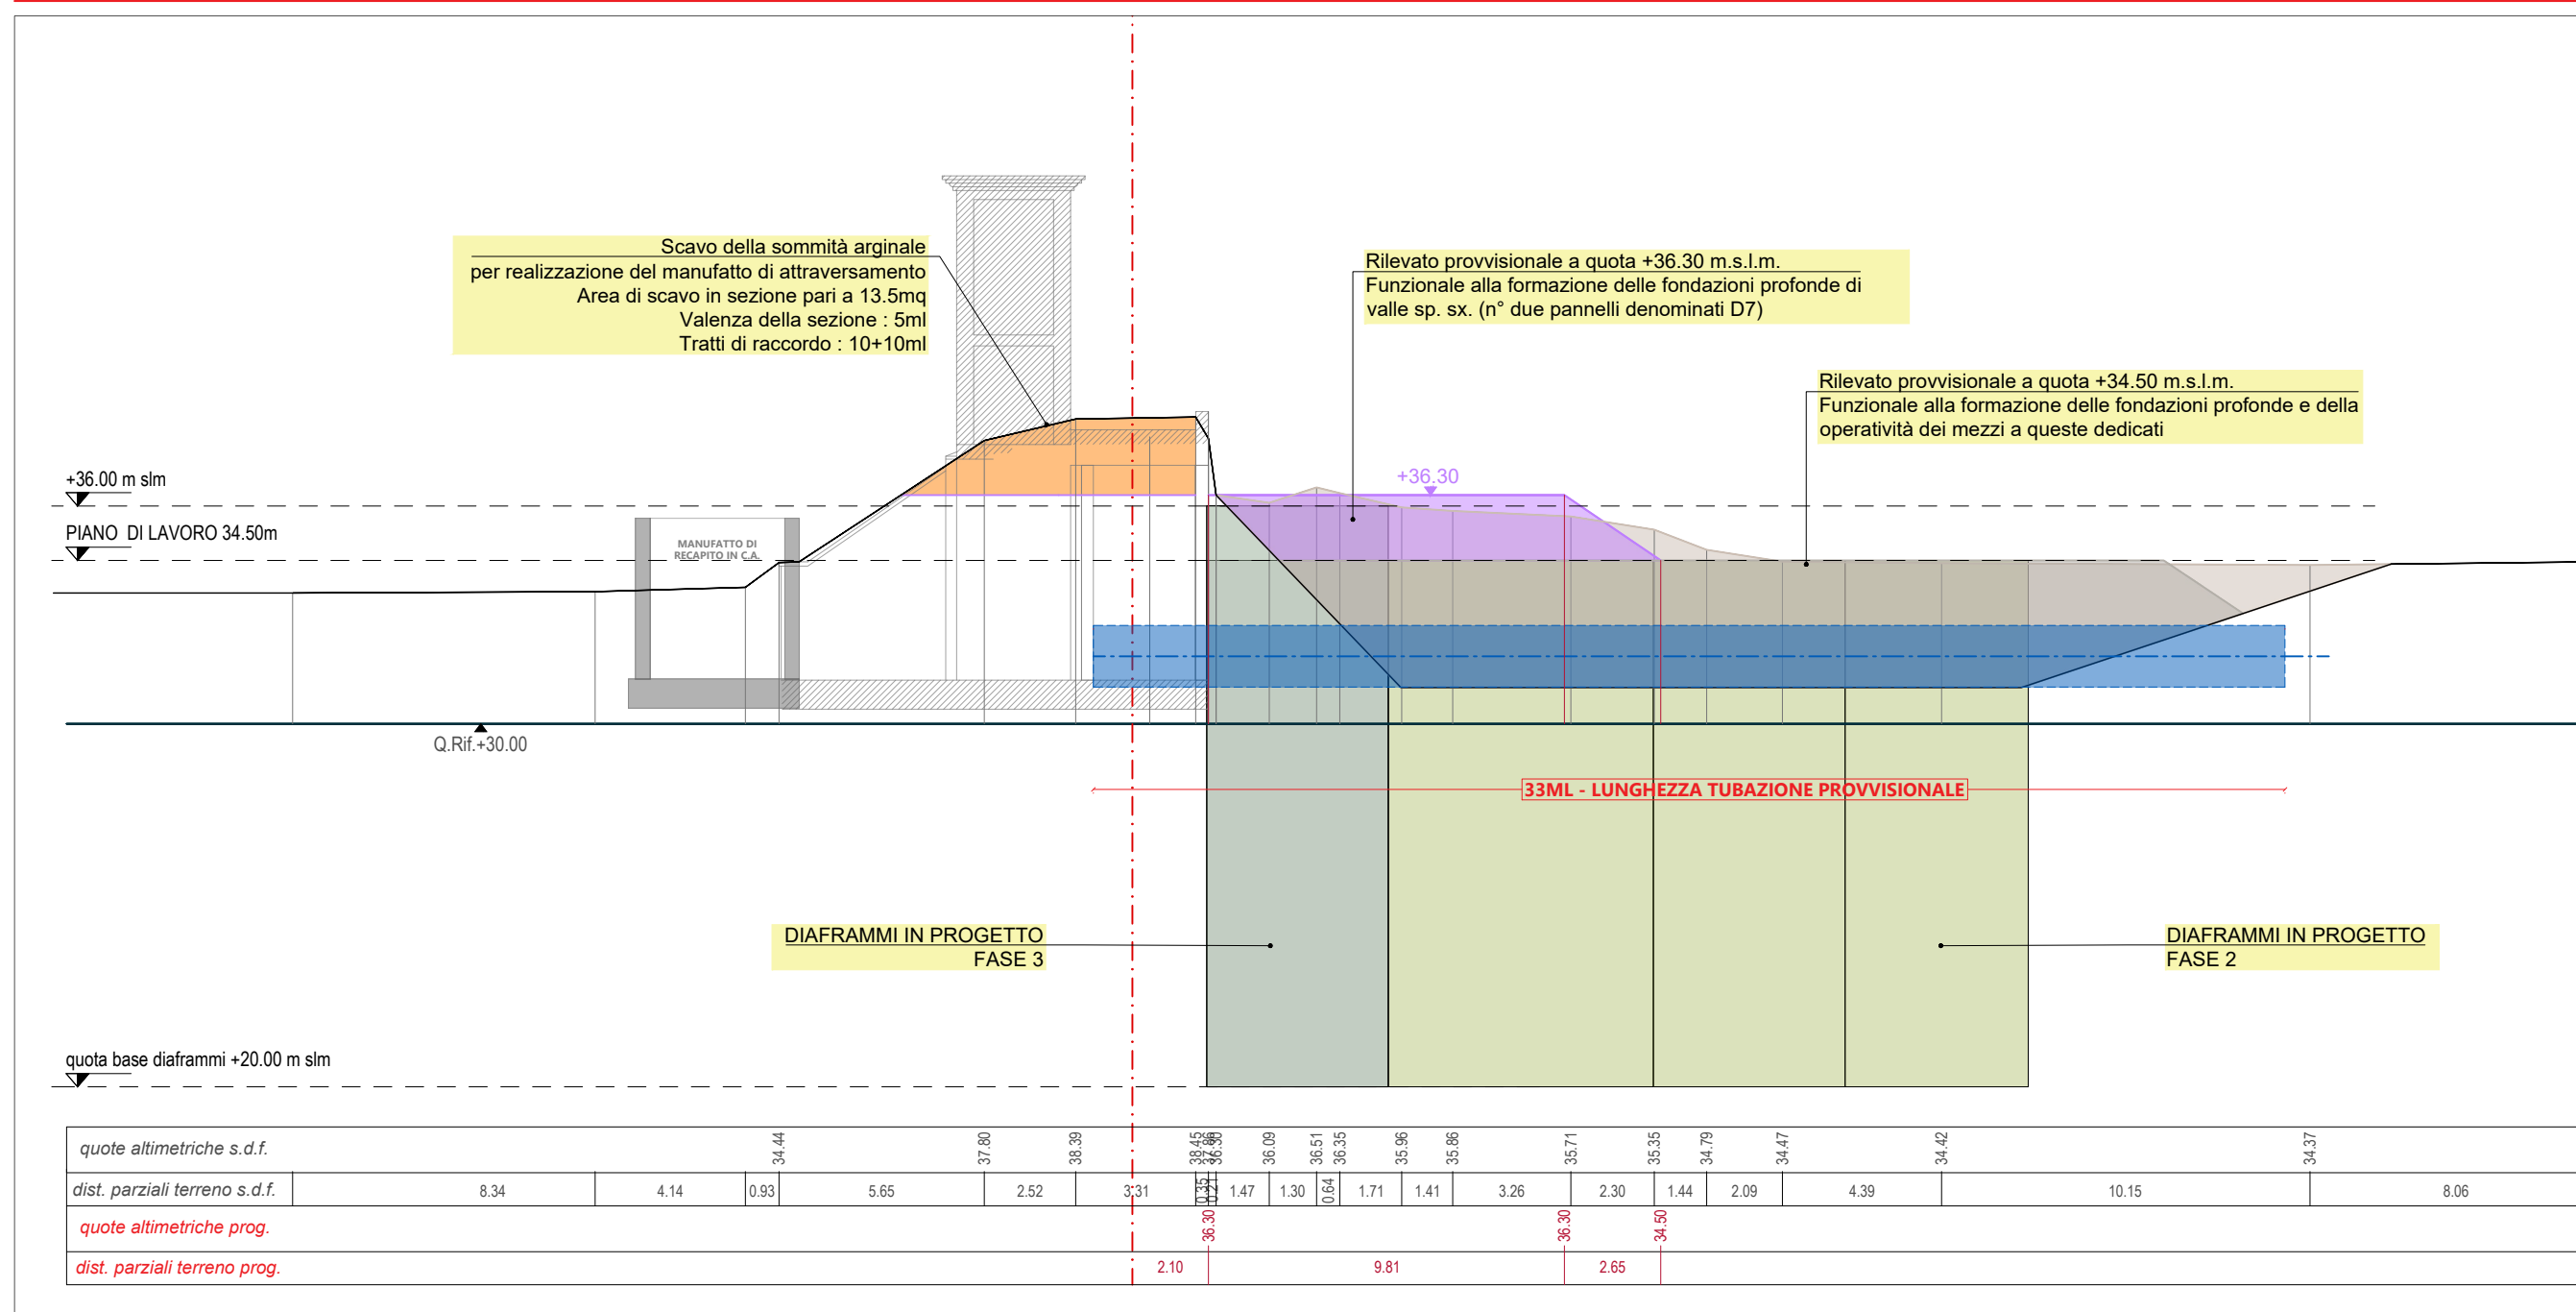 Scavo della sommità arginale
per realizzazione del manufatto di attraversamento
Area di scavo in sezione pari a 13.5mq
Valenza della sezione : 5ml
Tratti di raccordo : 10+10ml
Rilevato provvisionale a quota +36.30 m.s.l.m.
Funzionale alla formazione delle fondazioni profonde di
valle sp. sx. (n° due pannelli denominati D7)
Rilevato provvisionale a quota +34.50 m.s.l.m.
Funzionale alla formazione delle fondazioni profonde e della
operatività dei mezzi a queste dedicati
+36.00 m slm
+36.30
PIANO DI LAVORO 34.50m
MANUFATTO DI
RECAPITO IN C.A.
Q.Rif.+30.00
33ML - LUNGHEZZA TUBAZIONE PROVVISIONALE
DIAFRAMMI IN PROGETTO
FASE 3
DIAFRAMMI IN PROGETTO
FASE 2
quota base diaframmi +20.00 m slm
quote altimetriche s.d.f. 34.44 37.80 38.39 38.45 37.86 36.30 36.09 36.51 36.35 35.96 35.86 35.71 35.35 34.79 34.47 34.42 34.37
dist. parziali terreno s.d.f. 8.34 4.14 0.93 5.65 2.52 3.31 0.35 0.21 1.47 1.30 0.64 1.71 1.41 3.26 2.30 1.44 2.09 4.39 10.15 8.06
quote altimetriche prog. 36.30 36.30 34.50
dist. parziali terreno prog. 2.10 9.81 2.65